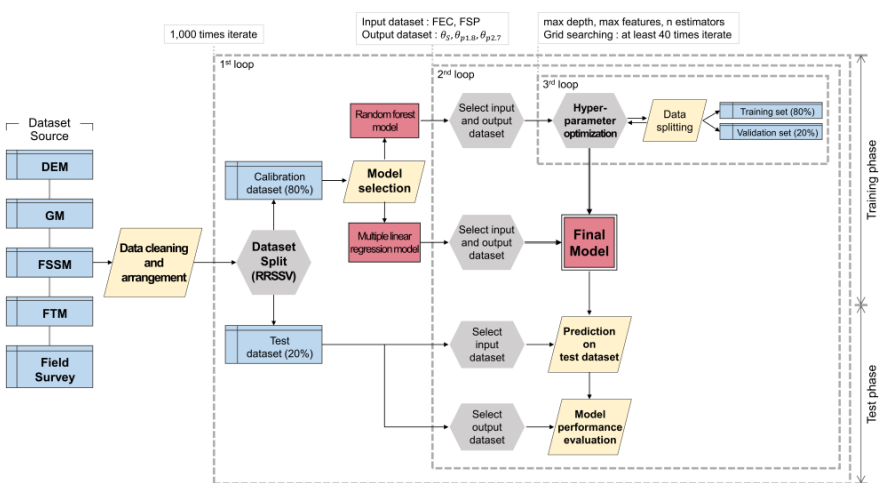 Input dataset : FEC, FSP
Output dataset : θS,θp1.8,θp2.7
max depth, max features, n estimators
Grid searching : at least 40 times iterate
1,000 times iterate
1st loop
2nd loop
3rd loop
Dataset
Source
DEM
GM
FSSM
FTM
Field
Survey
Data cleaning
and
arrangement
Dataset
Split
(RRSSV)
Calibration
dataset (80%)
Test
dataset (20%)
Random forest
model
Model
selection
Multiple linear
regression model
Select input
and output
dataset
Hyper-
parameter
optimization
Data
splitting
Training set (80%)
Validation set (20%)
Select input
and output
dataset
Final
Model
Select
input
dataset
Prediction
on
test dataset
Select
output
dataset
Model
performance
evaluation
Training phase
Test phase